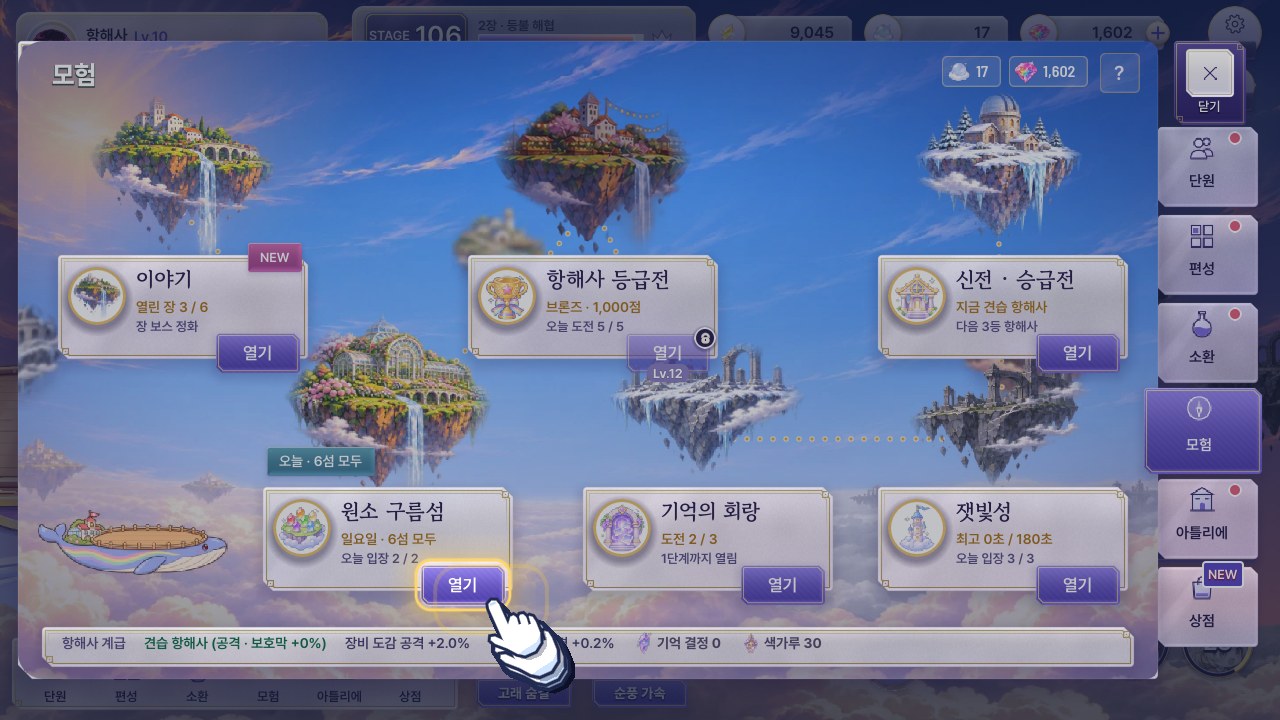 항해사 Lv.10
STAGE 106
2장 · 등불 해협
9,045
17
1,602
모험
17
1,602
?
닫기
단원
편성
소환
모험
아틀리에
NEW
상점
NEW
이야기
열린 장 3 / 6
장 보스 정화
열기
항해사 등급전
브론즈 · 1,000점
오늘 도전 5 / 5
열기
Lv.12
신전 · 승급전
지금 견습 항해사
다음 3등 항해사
열기
오늘 · 6섬 모두
원소 구름섬
일요일 · 6섬 모두
오늘 입장 2 / 2
열기
기억의 회랑
도전 2 / 3
1단계까지 열림
열기
잿빛성
최고 0초 / 180초
오늘 입장 3 / 3
열기
항해사 계급 견습 항해사 (공격 · 보호막 +0%) 장비 도감 공격 +2.0% +0.2% 기억 결정 0 색가루 30
단원 편성 소환 모험 아틀리에 상점
고래 숨결
순풍 가속